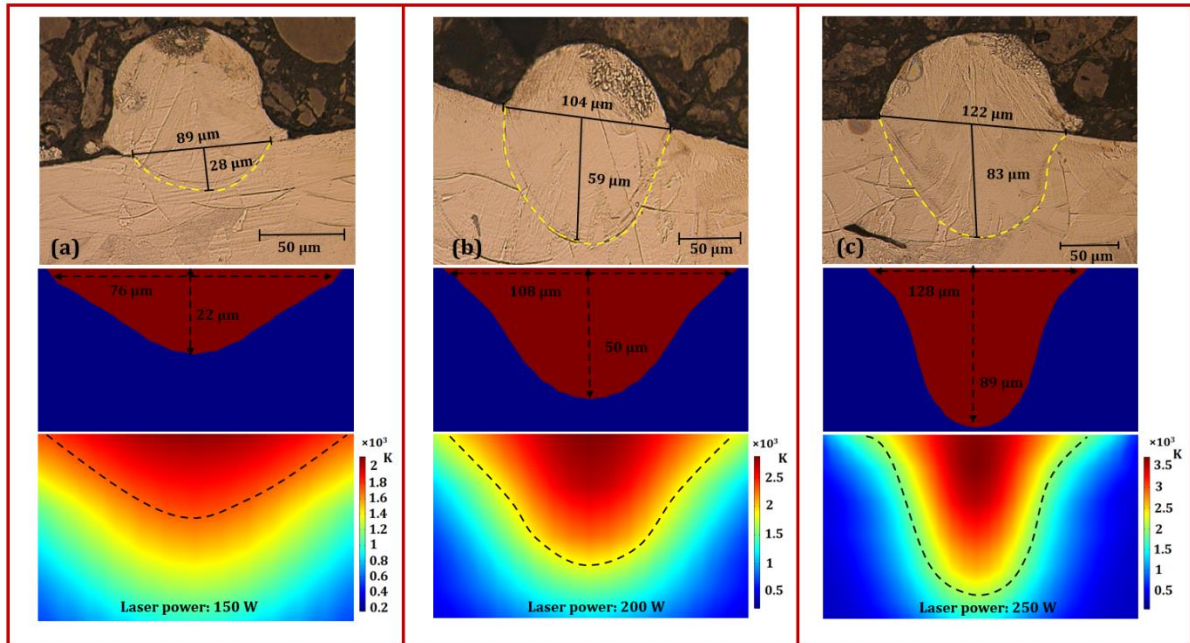 89 µm
28 µm
(a)
50 µm
76 µm
22 µm
×10³
K
2
1.8
1.6
1.4
1.2
1
0.8
0.6
0.4
0.2
Laser power: 150 W
104 µm
59 µm
(b)
50 µm
108 µm
50 µm
×10³
K
2.5
2
1.5
1
0.5
Laser power: 200 W
122 µm
83 µm
(c)
50 µm
128 µm
89 µm
×10³
K
3.5
3
2.5
2
1.5
1
0.5
Laser power: 250 W